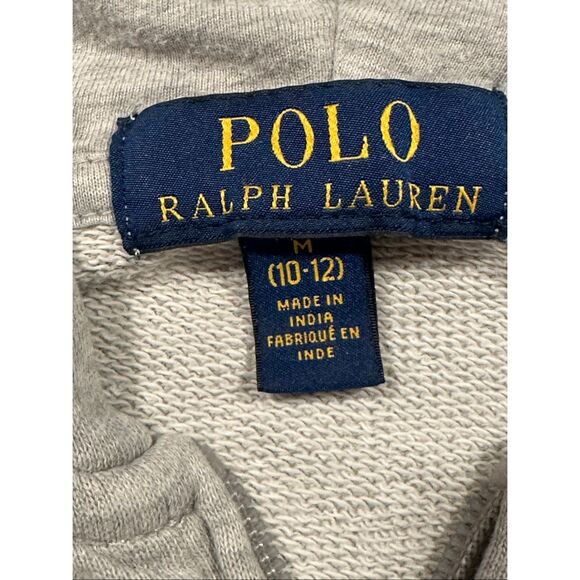 POLO
RALPH LAUREN
M
(10-12)
MADE IN
INDIA
FABRIQUÉ EN
INDE